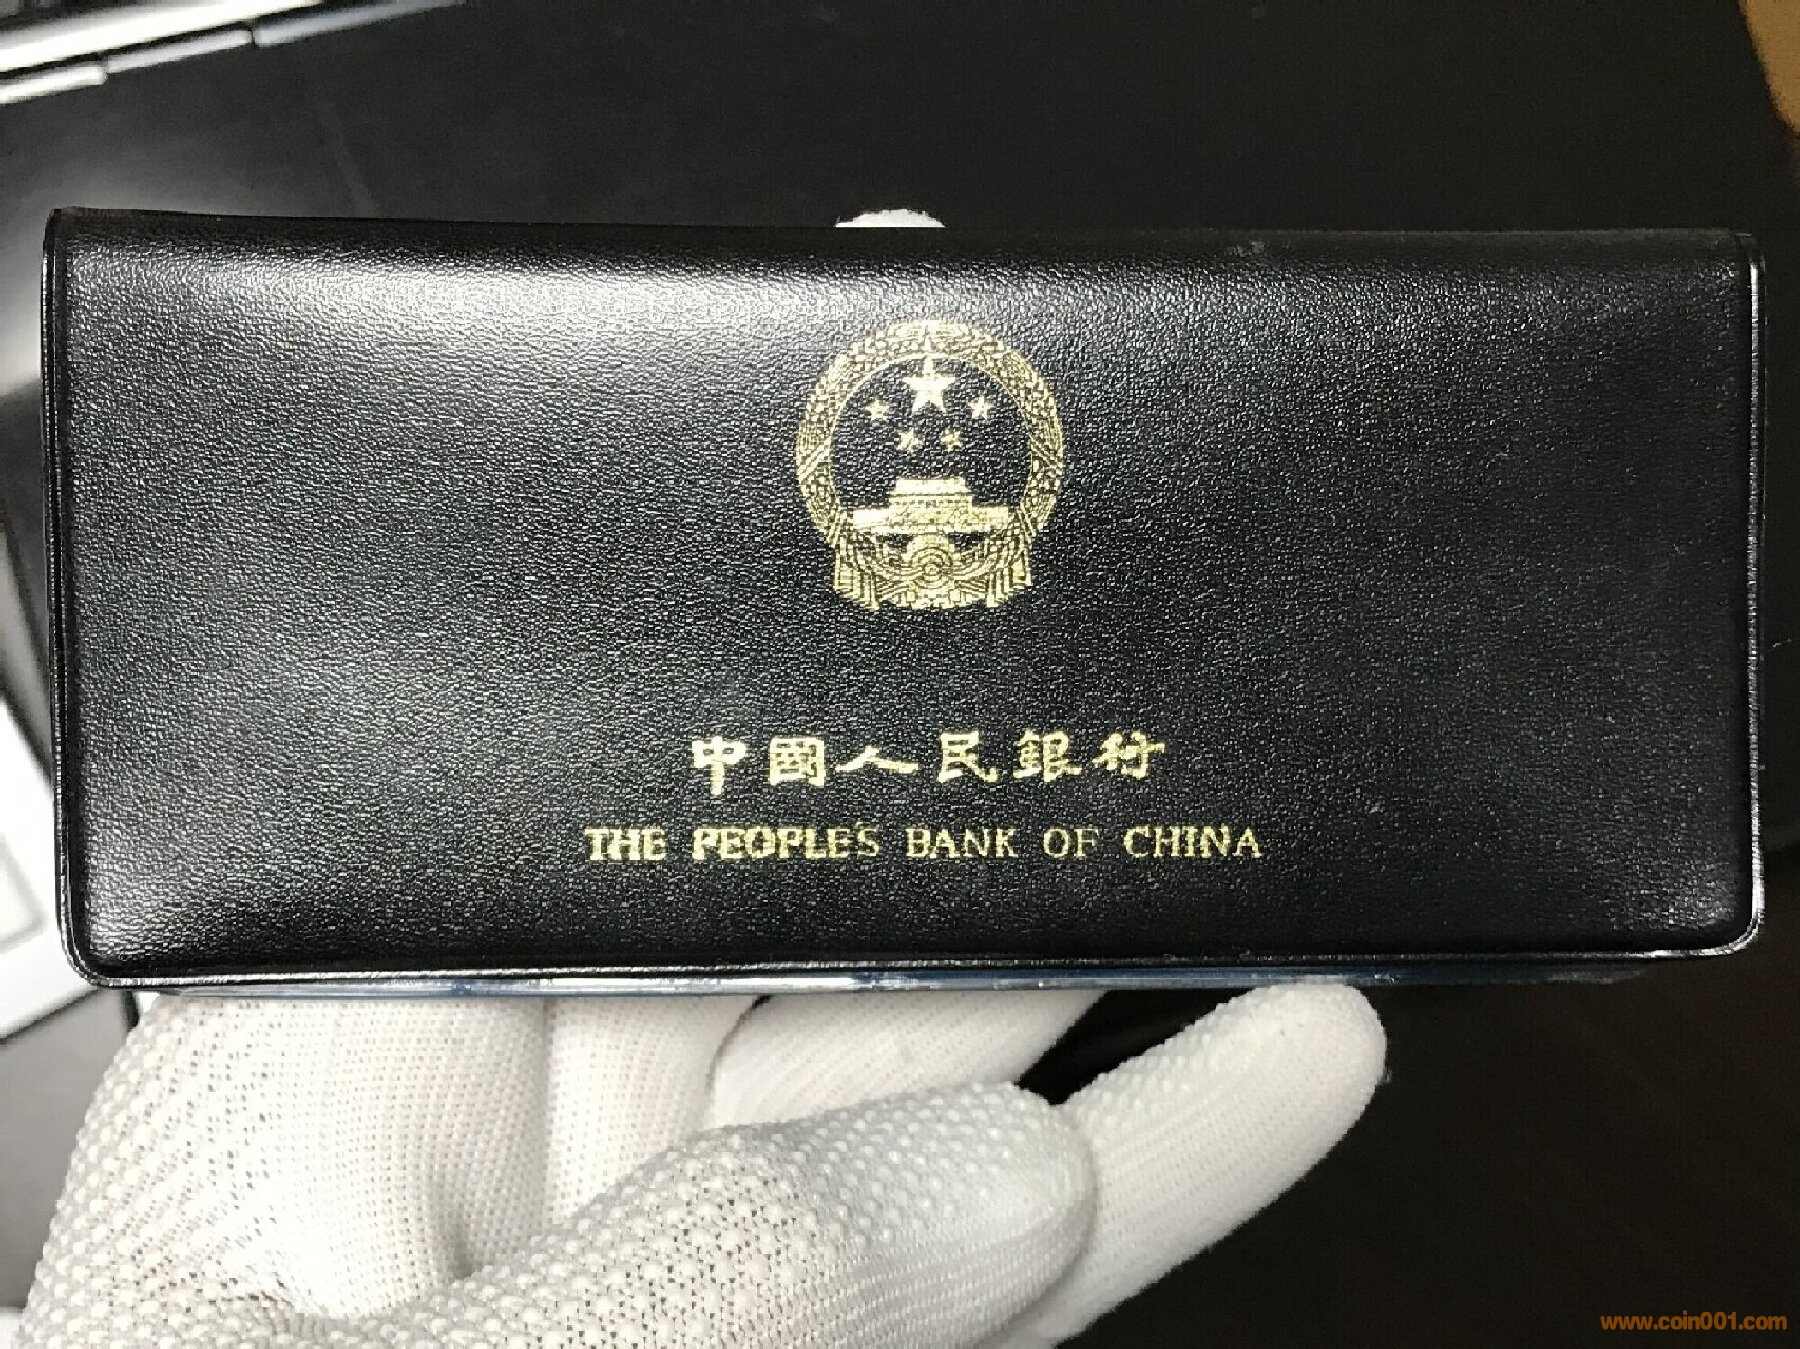 中國人民銀行
THE PEOPLE'S BANK OF CHINA
www.coin001.com